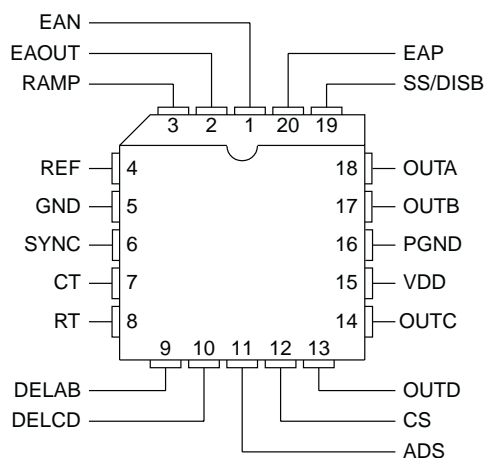 EAN
EAOUT
RAMP
EAP
SS/DISB
3 2 1 20 19
REF 4 18 OUTA
GND 5 17 OUTB
SYNC 6 16 PGND
CT 7 15 VDD
RT 8 14 OUTC
9 10 11 12 13
DELAB
DELCD
OUTD
CS
ADS